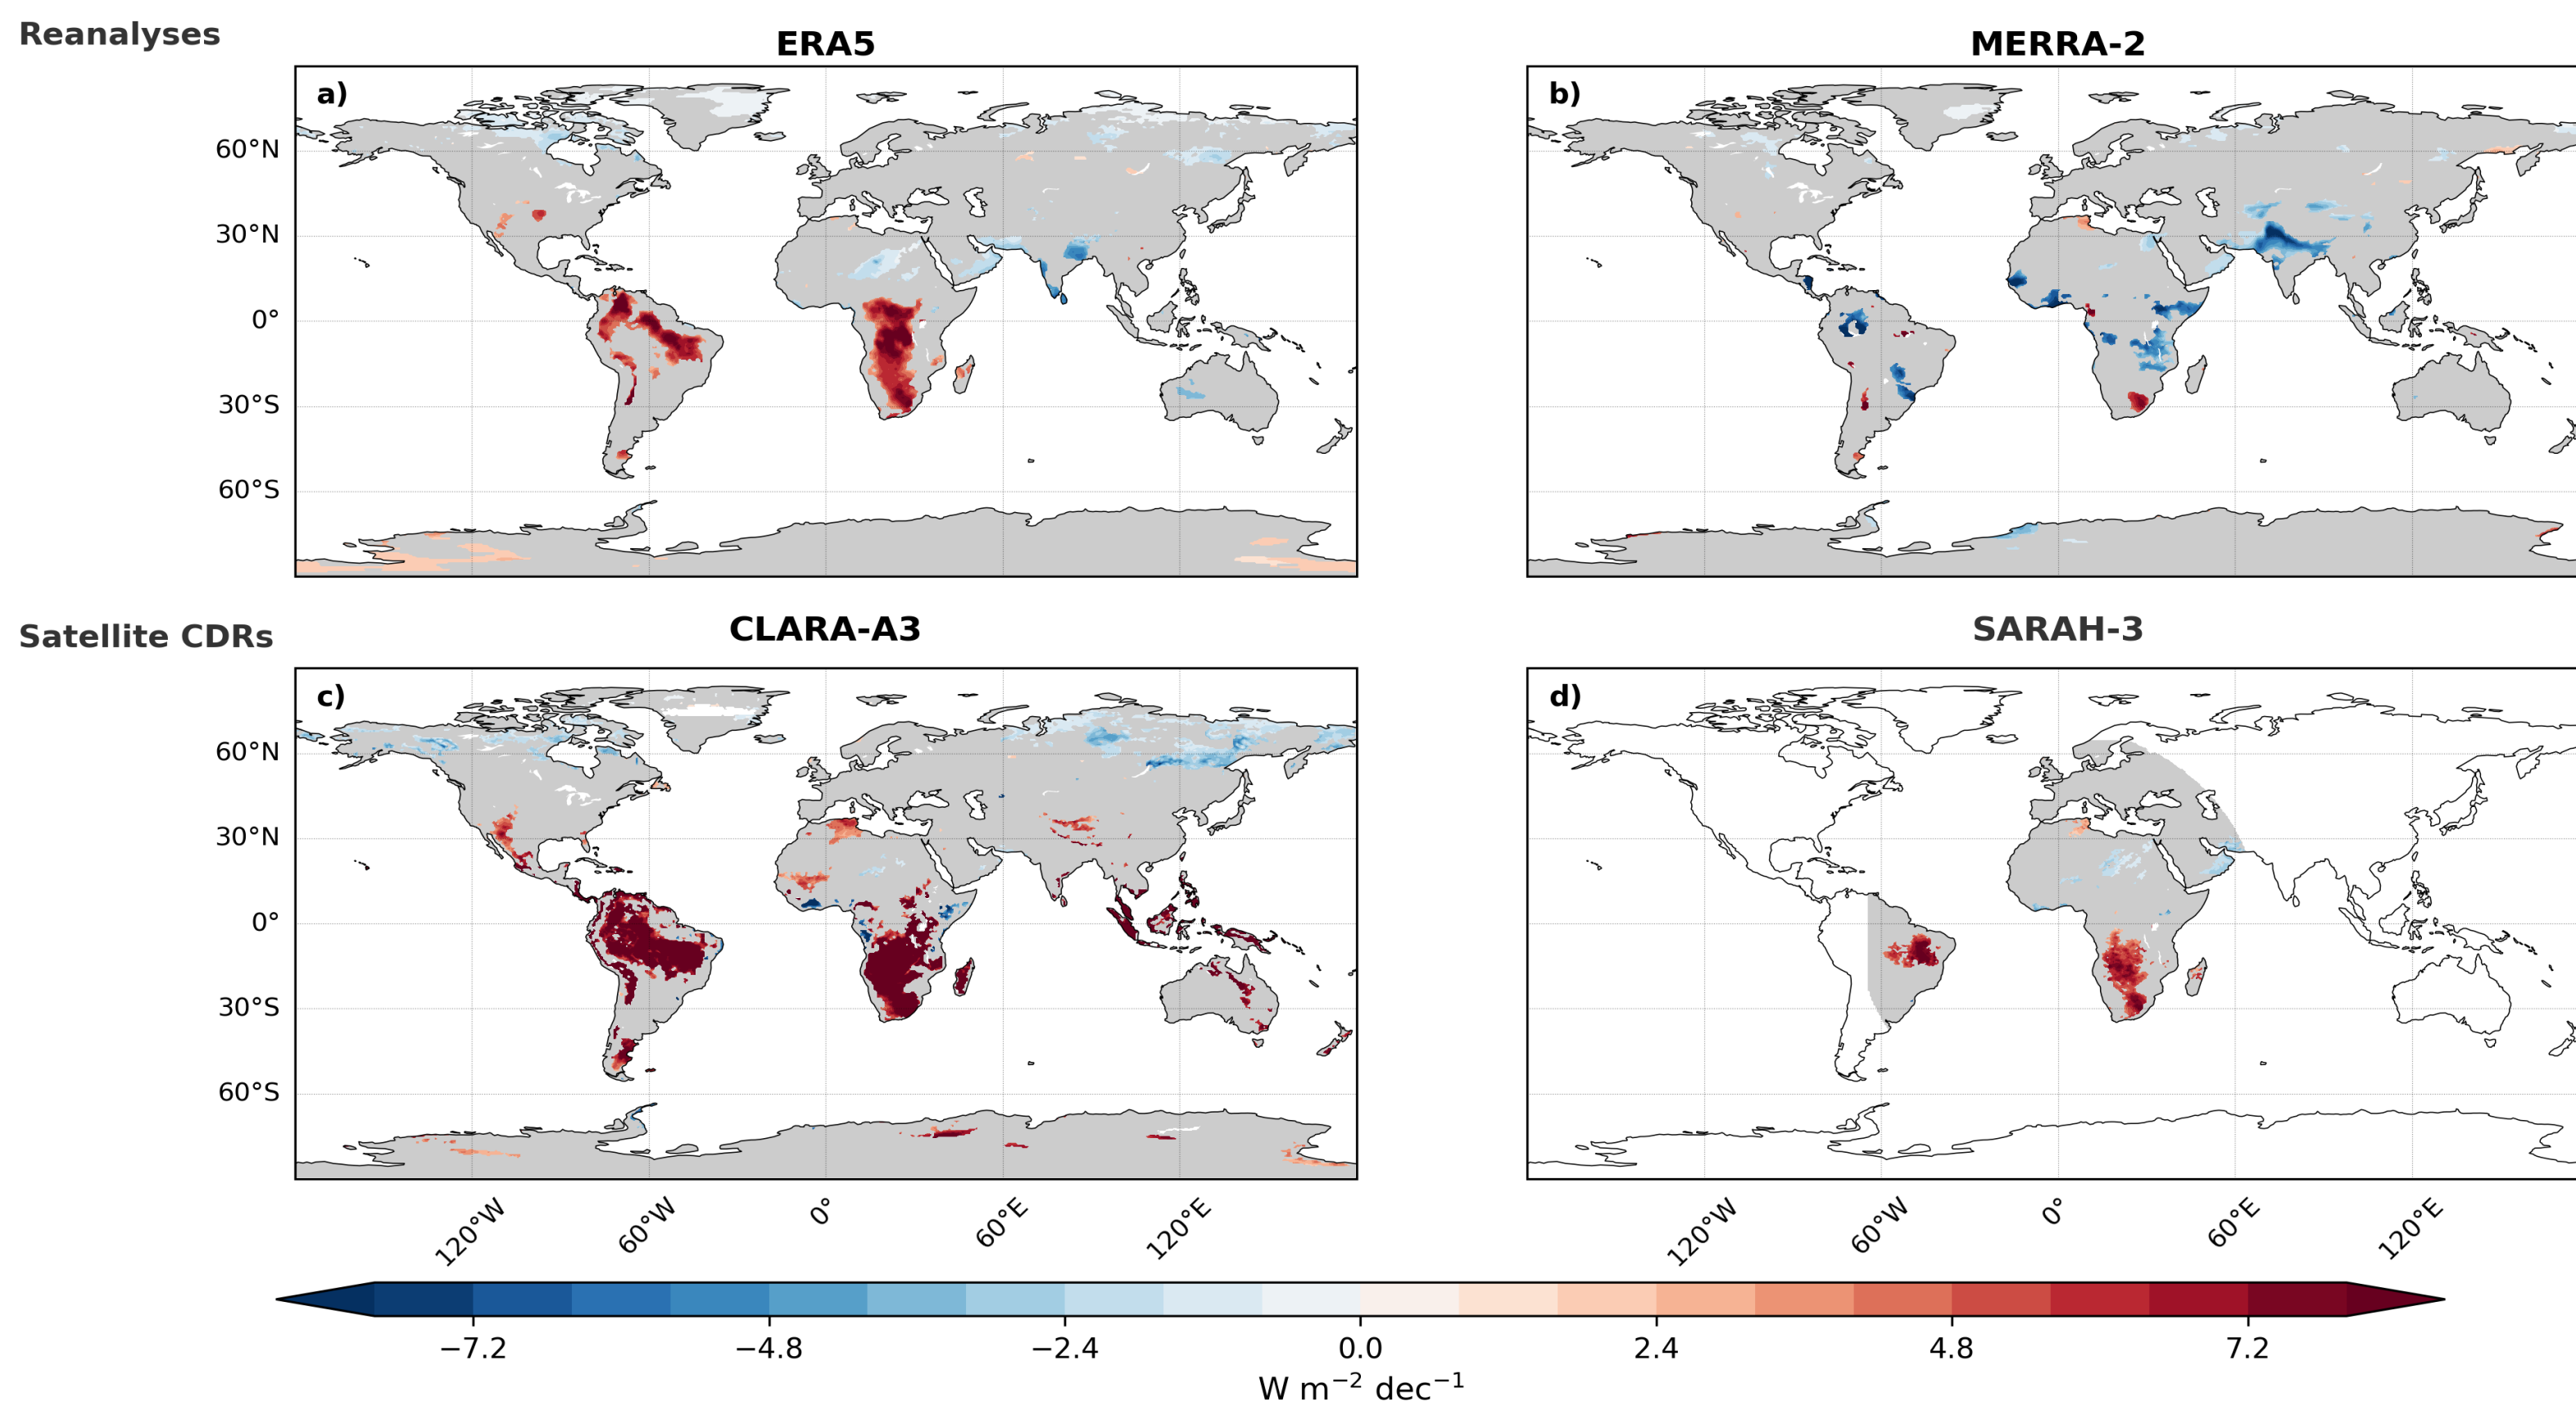 Reanalyses
ERA5
MERRA-2
a)
b)
60°N
30°N
0°
30°S
60°S
Satellite CDRs
CLARA-A3
SARAH-3
c)
d)
60°N
30°N
0°
30°S
60°S
120°W
60°W
0°
60°E
120°E
120°W
60°W
0°
60°E
120°E
−7.2
−4.8
−2.4
0.0
2.4
4.8
7.2
W m⁻² dec⁻¹